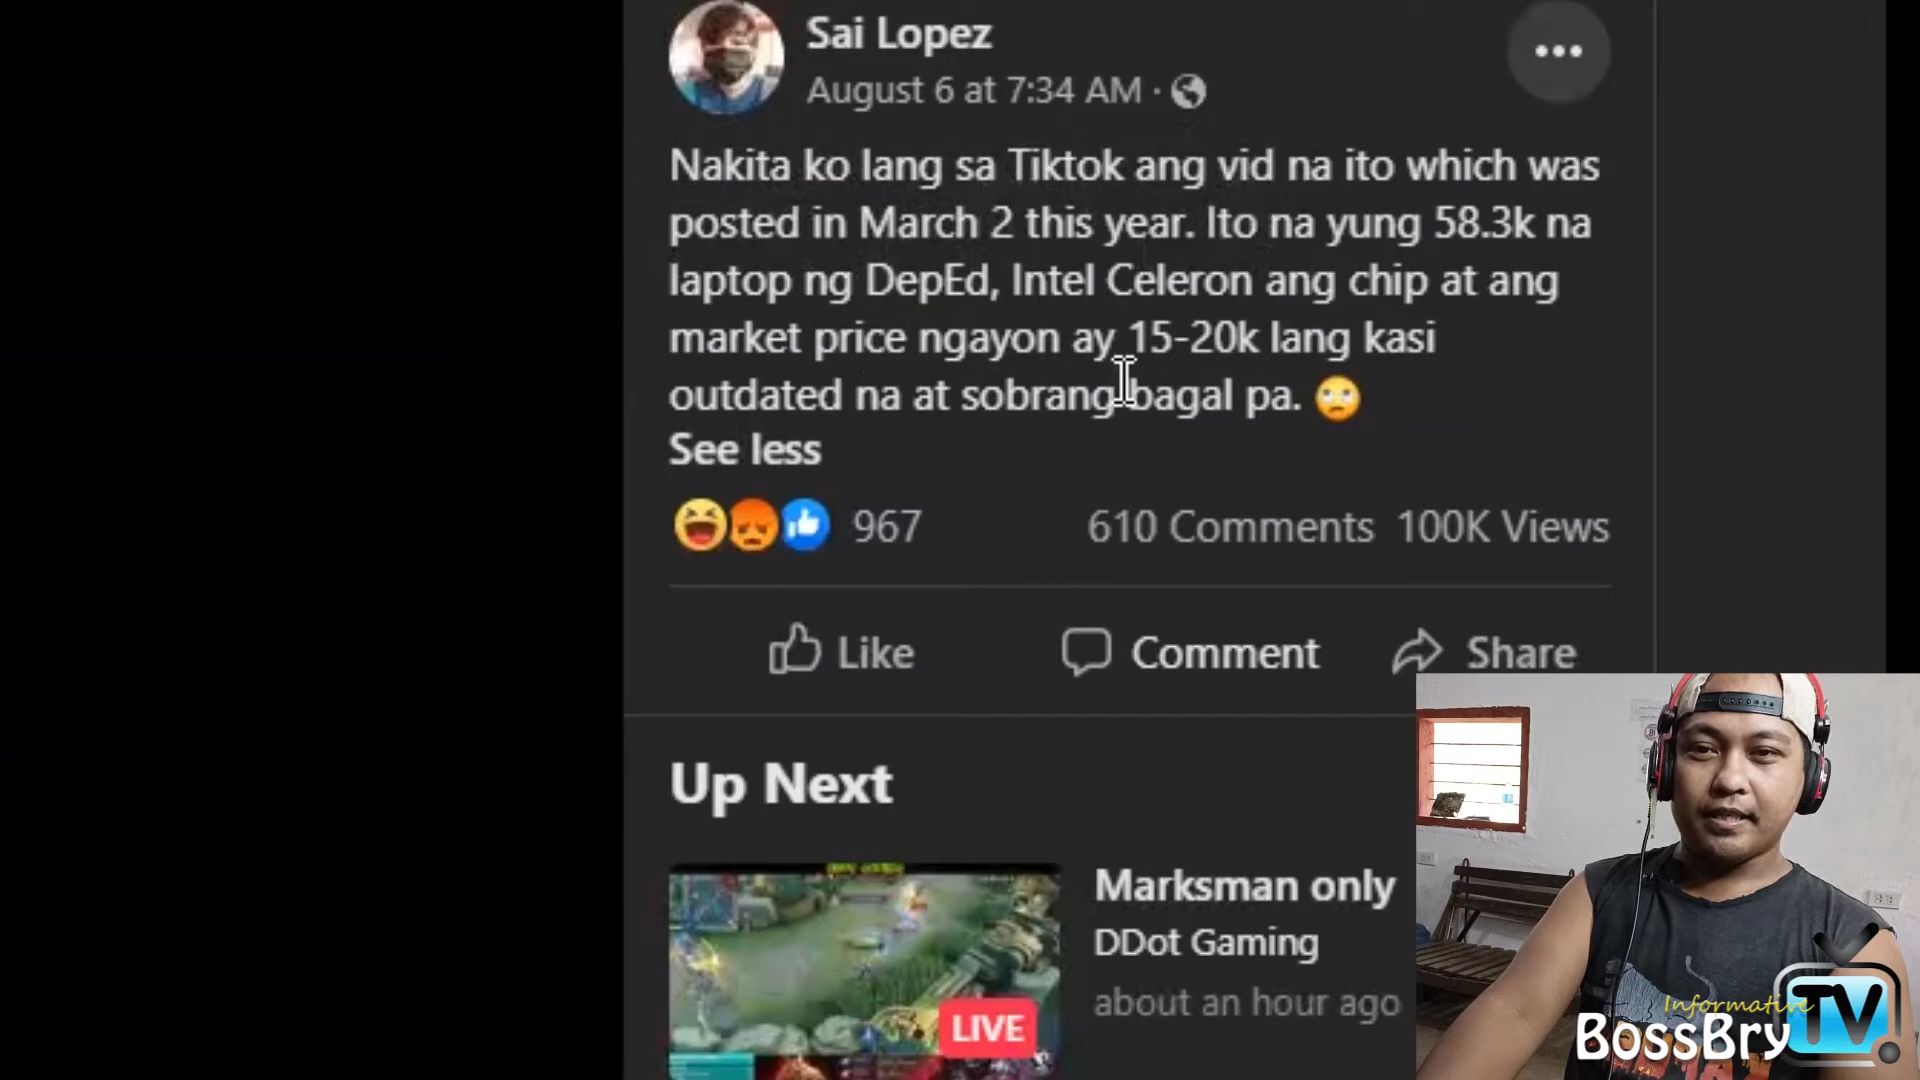 Sai Lopez
August 6 at 7:34 AM ·
Nakita ko lang sa Tiktok ang vid na ito which was
posted in March 2 this year. Ito na yung 58.3k na
laptop ng DepEd, Intel Celeron ang chip at ang
market price ngayon ay 15-20k lang kasi
outdated na at sobrang bagal pa. 🙄
See less
967 610 Comments 100K Views
Like Comment Share
Up Next
Marksman only
DDot Gaming
about an hour ago
LIVE
Informative
BossBry TV